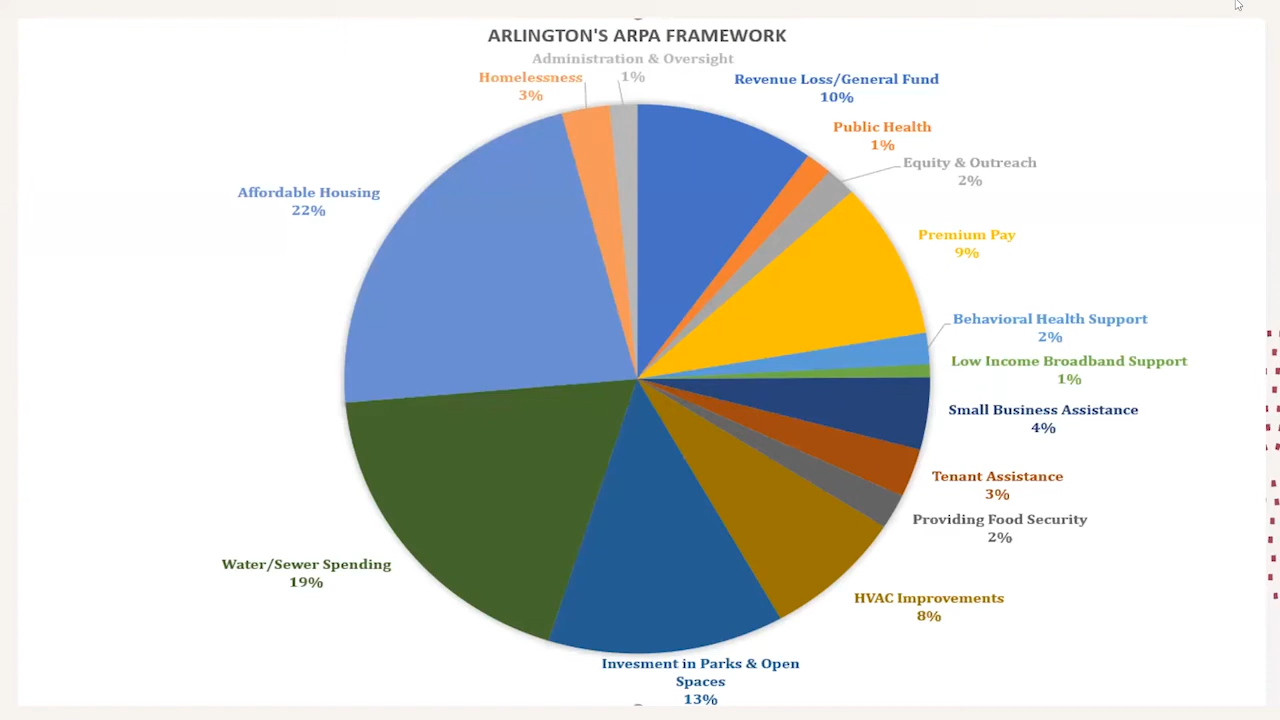 ARLINGTON'S ARPA FRAMEWORK
Administration & Oversight
1%
Homelessness
3%
Revenue Loss/General Fund
10%
Public Health
1%
Equity & Outreach
2%
Affordable Housing
22%
Premium Pay
9%
Behavioral Health Support
2%
Low Income Broadband Support
1%
Small Business Assistance
4%
Tenant Assistance
3%
Providing Food Security
2%
Water/Sewer Spending
19%
HVAC Improvements
8%
Invesment in Parks & Open
Spaces
13%